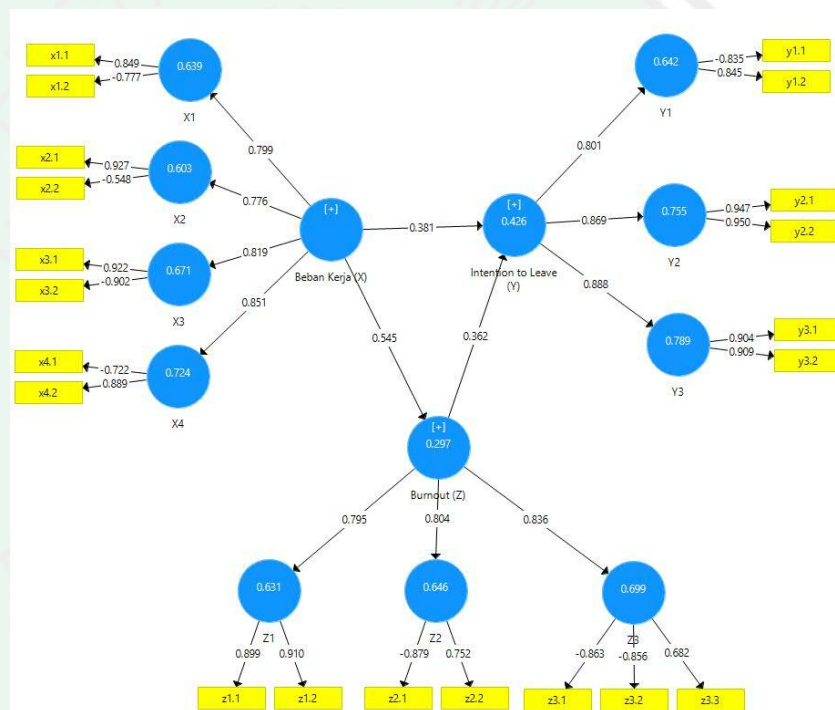 x1.1
0.849
x1.2
-0.777
0.639
X1
x2.1
0.927
x2.2
-0.548
0.603
X2
x3.1
0.922
x3.2
-0.902
0.671
X3
x4.1
-0.722
x4.2
0.889
0.724
X4
0.799
0.776
0.819
0.851
[+]
Beban Kerja (X)
0.381
0.545
[+]
0.426
Intention to Leave
(Y)
0.362
0.801
0.869
0.888
0.642
Y1
-0.835
y1.1
0.845
y1.2
0.755
Y2
0.947
y2.1
0.950
y2.2
0.789
Y3
0.904
y3.1
0.909
y3.2
[+]
0.297
Burnout (Z)
0.795
0.804
0.836
0.631
Z1
0.899
0.910
z1.1
z1.2
0.646
Z2
-0.879
0.752
z2.1
z2.2
0.699
Z3
-0.863
-0.856
0.682
z3.1
z3.2
z3.3